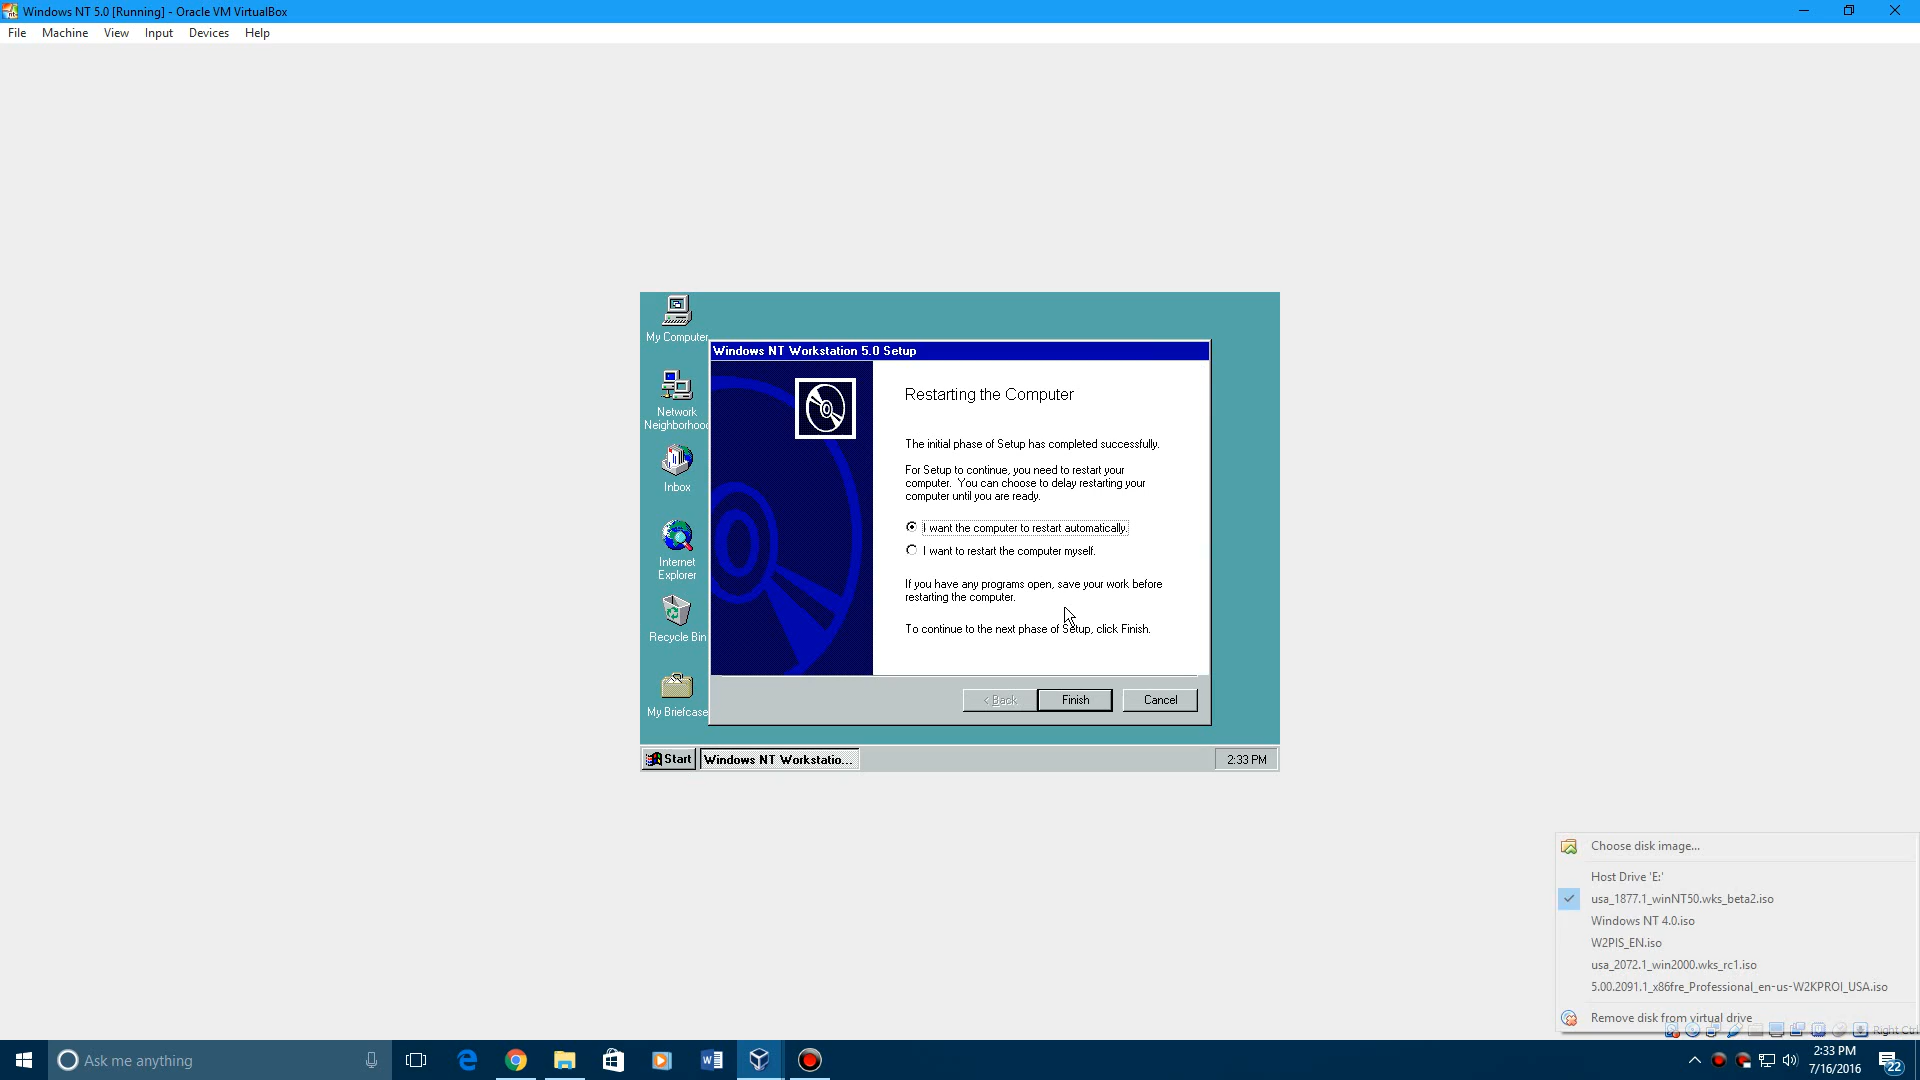 Windows NT 5.0 [Running] - Oracle VM VirtualBox
File Machine View Input Devices Help
My Computer
Network
Neighborhood
Inbox
Internet
Explorer
Recycle Bin
My Briefcase
Windows NT Workstation 5.0 Setup
Restarting the Computer
The initial phase of Setup has completed successfully.
For Setup to continue, you need to restart your
computer. You can choose to delay restarting your
computer until you are ready.
I want the computer to restart automatically.
I want to restart the computer myself.
If you have any programs open, save your work before
restarting the computer.
To continue to the next phase of Setup, click Finish.
< Back Finish Cancel
Start Windows NT Workstatio... 2:33 PM
Choose disk image...
Host Drive 'E:'
usa_1877.1_winNT50.wks_beta2.iso
Windows NT 4.0.iso
W2PIS_EN.iso
usa_2072.1_win2000.wks_rc1.iso
5.00.2091.1_x86fre_Professional_en-us-W2KPROI_USA.iso
Remove disk from virtual drive
Right Ctrl
Ask me anything
2:33 PM
7/16/2016
22